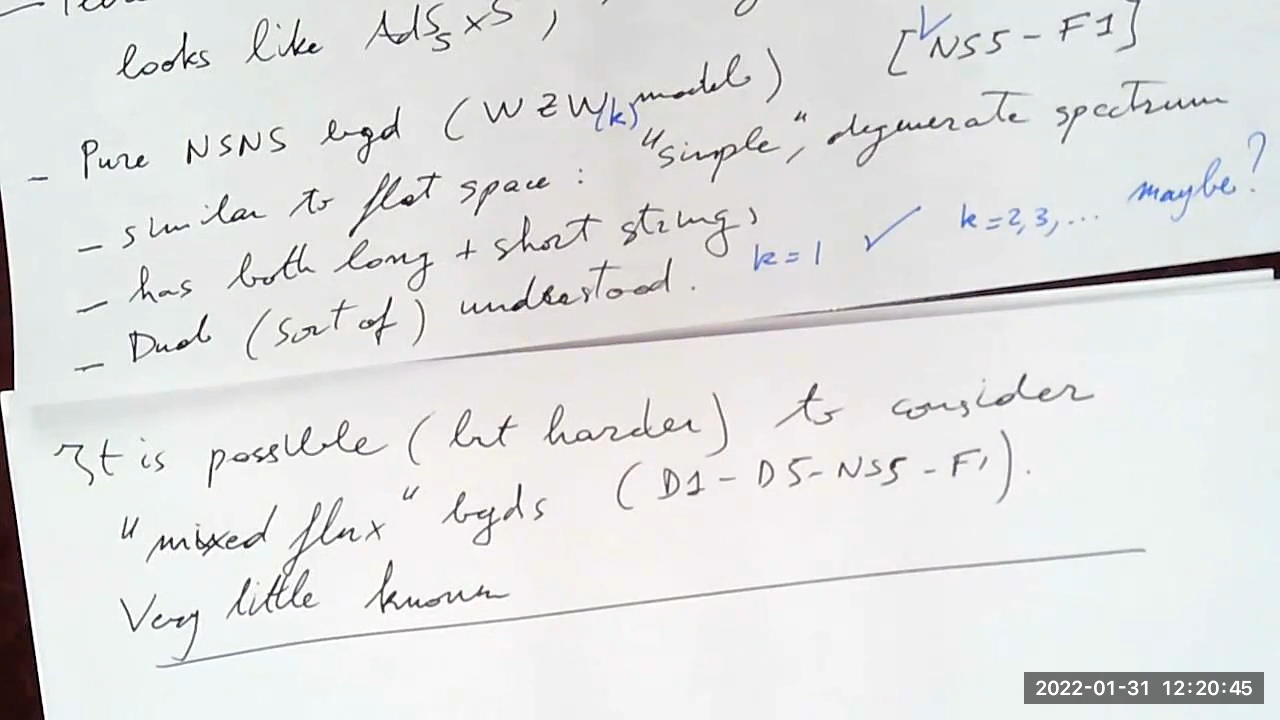 looks like AdS₅ × S⁵,
- Pure NSNS bgd (WZW(k) model) [NS5 - F1]
- similar to flat space: "simple", degenerate spectrum
- has both long + short strings
- Dual (sort of) understood. k=1 ✓ k=2,3,... maybe?
It is possible (but harder) to consider
"mixed flux" bgds (D1 - D5 - NS5 - F1).
Very little known
2022-01-31 12:20:45